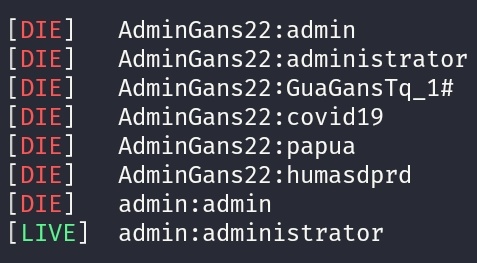 [DIE] AdminGans22:admin
[DIE] AdminGans22:administrator
[DIE] AdminGans22:GuaGansTq_1#
[DIE] AdminGans22:covid19
[DIE] AdminGans22:papua
[DIE] AdminGans22:humasdprd
[DIE] admin:admin
[LIVE] admin:administrator